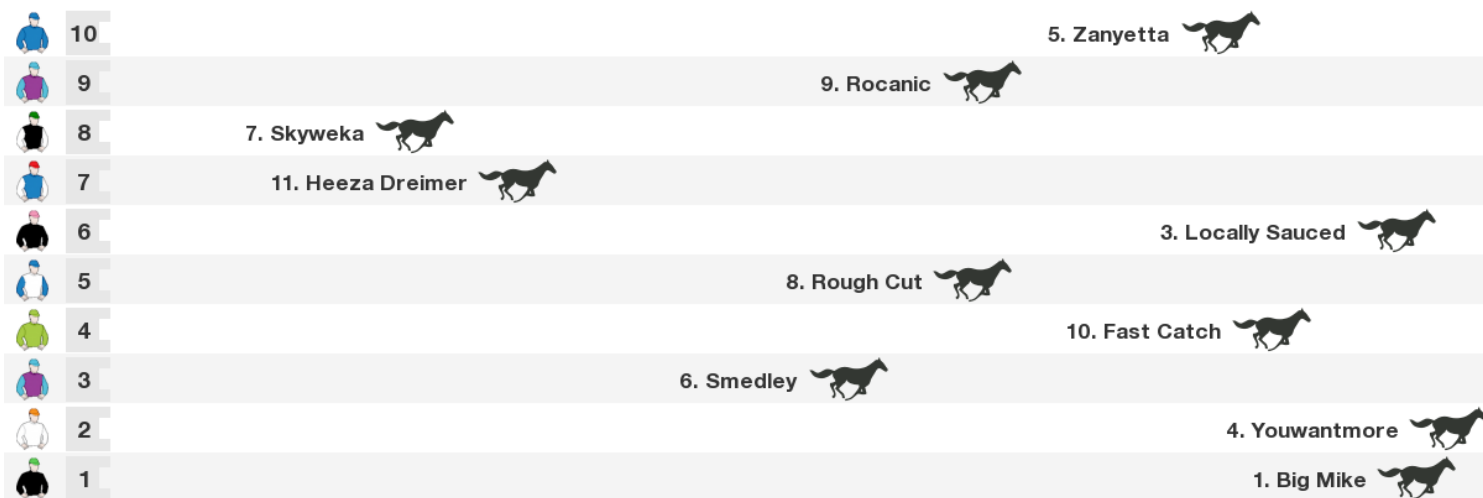 10 5. Zanyetta
9 9. Rocanic
8 7. Skyweka
7 11. Heeza Dreimer
6 3. Locally Sauced
5 8. Rough Cut
4 10. Fast Catch
3 6. Smedley
2 4. Youwantmore
1 1. Big Mike